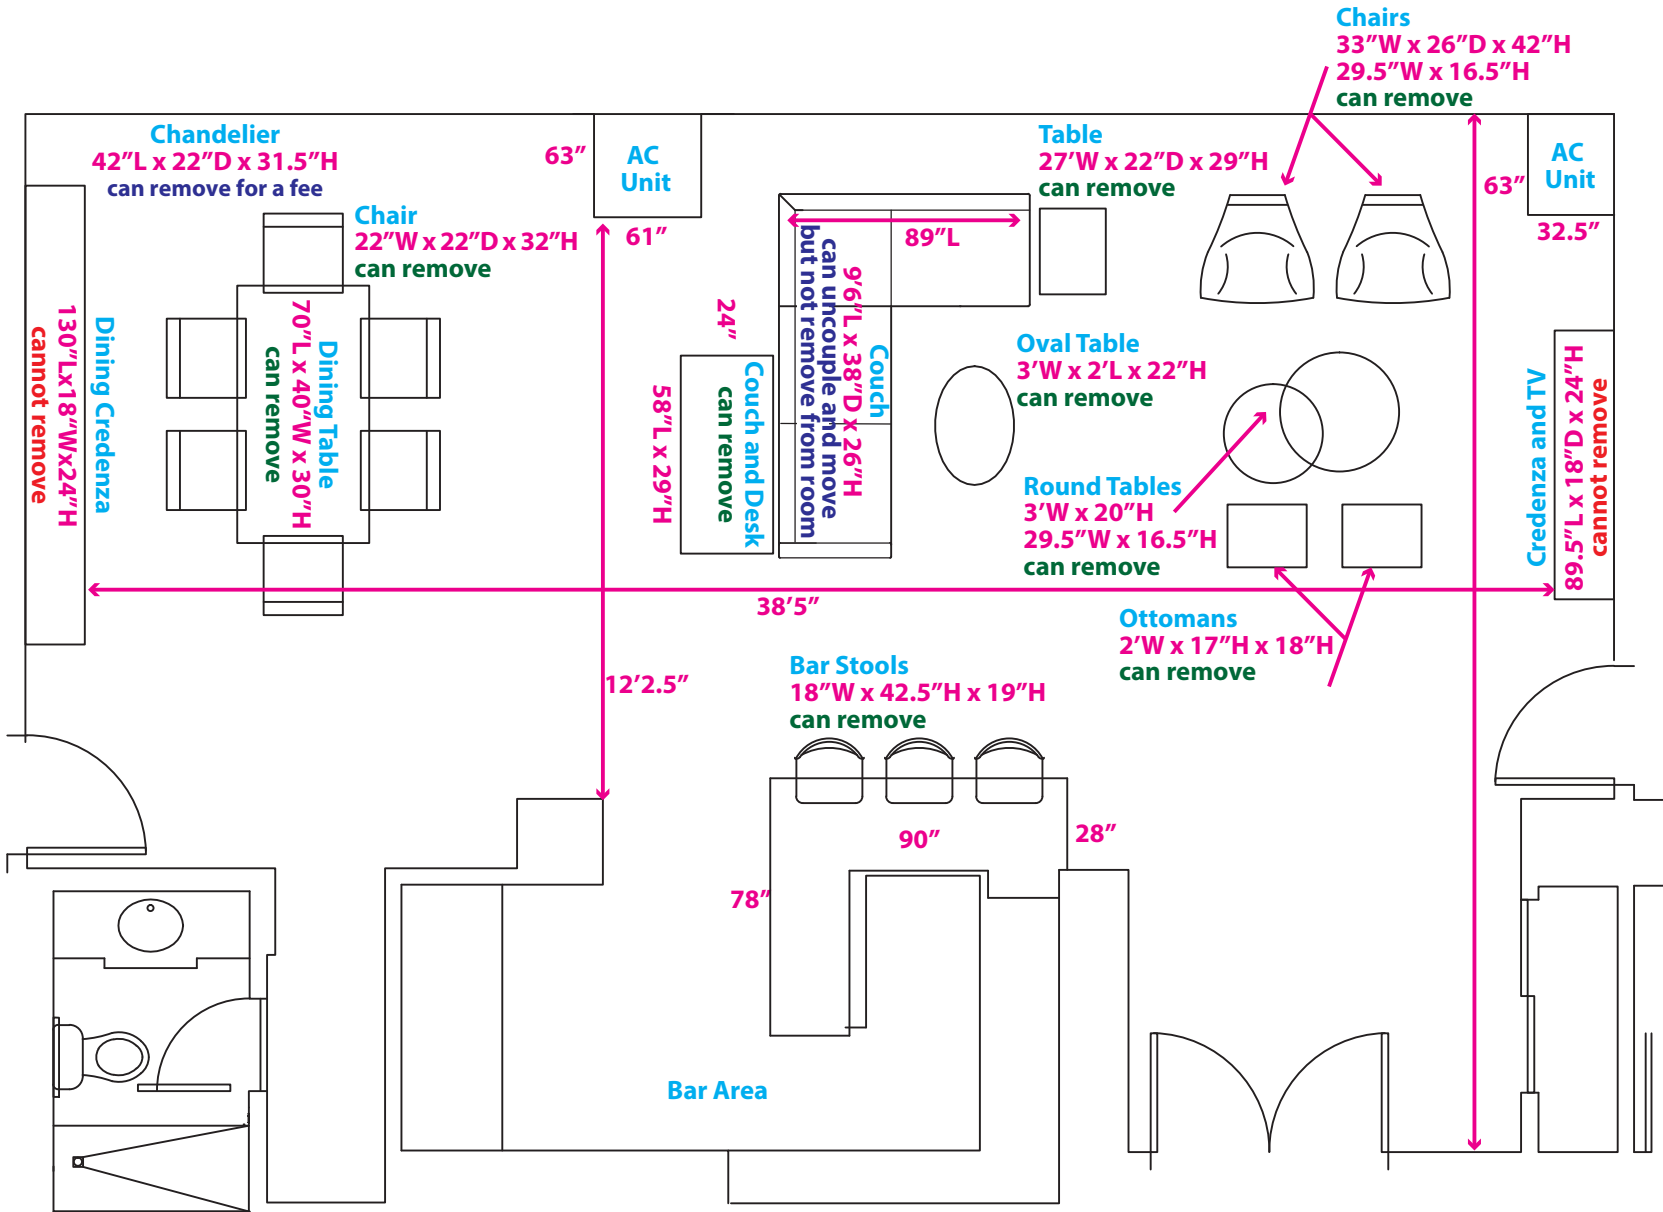 Chairs
33”W x 26”D x 42”H
29.5”W x 16.5”H
can remove
Chandelier
42”L x 22”D x 31.5”H
can remove for a fee
63”
AC
Unit
61”
Table
27’W x 22”D x 29”H
can remove
63”
AC
Unit
32.5”
Chair
22”W x 22”D x 32”H
can remove
89”L
Dining Credenza
130”Lx18“Wx24”H
cannot remove
Dining Table
70”L x 40”W x 30”H
can remove
24”
58”L x 29”H
Couch and Desk
can remove
Couch
9’6”L x 38”D x 26”H
can uncouple and move
but not remove from room
Oval Table
3’W x 2’L x 22”H
can remove
Round Tables
3’W x 20”H
29.5”W x 16.5”H
can remove
Credenza and TV
89.5”L x 18”D x 24”H
cannot remove
38’5”
Ottomans
2’W x 17”H x 18”H
can remove
12’2.5”
Bar Stools
18”W x 42.5”H x 19”H
can remove
90”
28”
78”
Bar Area